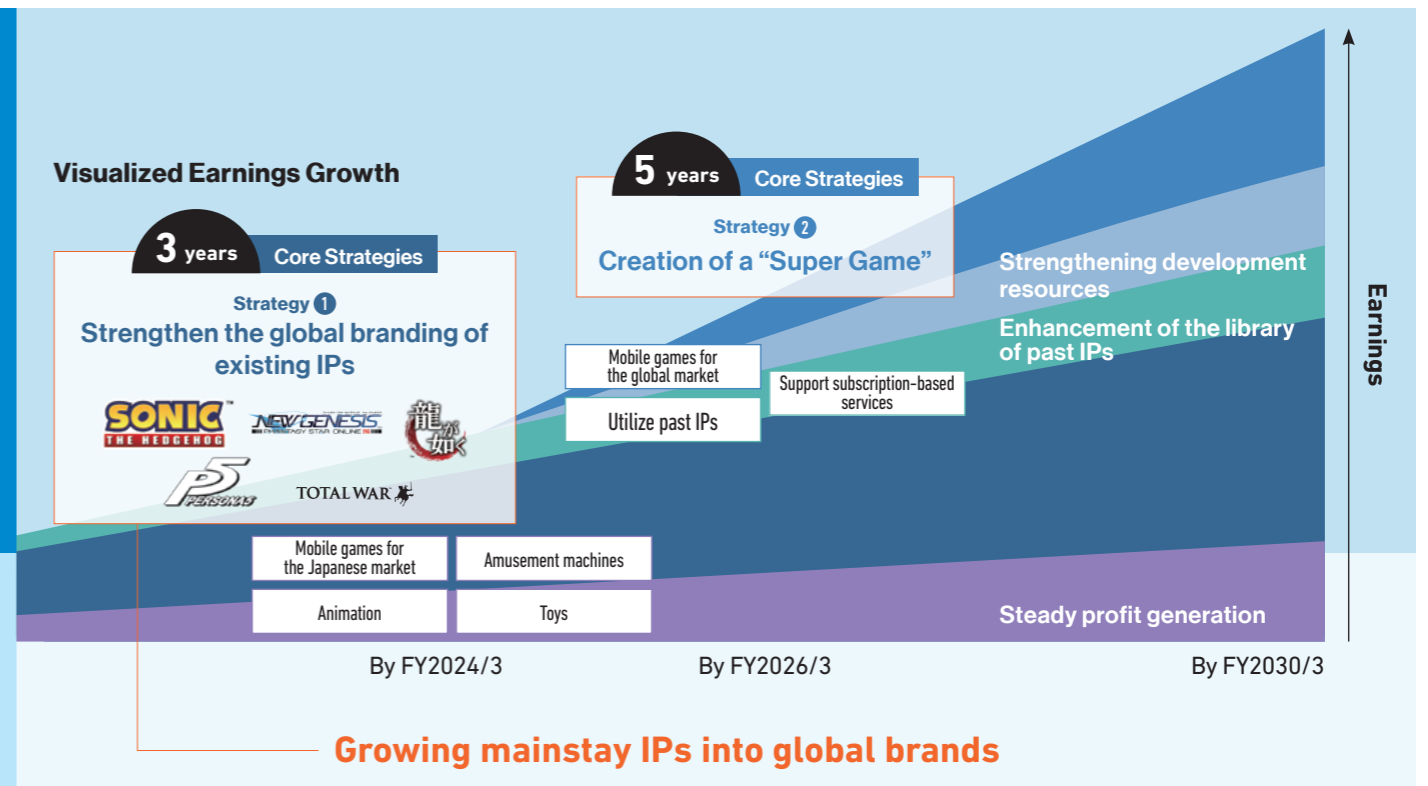 Visualized Earnings Growth
3 years
Core Strategies
Strategy 1
Strengthen the global branding of
existing IPs
SONIC
THE HEDGEHOG
NEW GENESIS
PHANTASY STAR ONLINE 2
龍が如く
P5
PERSONA5
TOTAL WAR
5 years
Core Strategies
Strategy 2
Creation of a “Super Game”
Mobile games for
the global market
Utilize past IPs
Support subscription-based
services
Mobile games for
the Japanese market
Amusement machines
Animation
Toys
Strengthening development
resources
Enhancement of the library
of past IPs
Steady profit generation
Earnings
By FY2024/3
By FY2026/3
By FY2030/3
Growing mainstay IPs into global brands